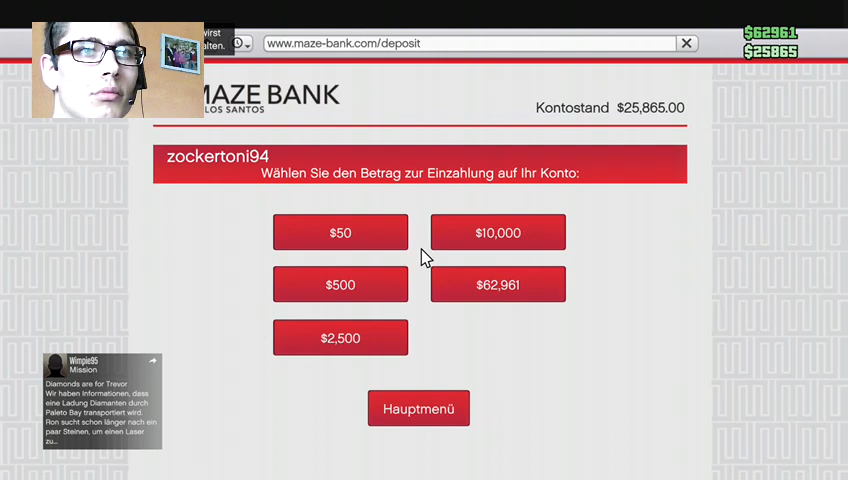 wirst
alten.
www.maze-bank.com/deposit
$62961
$25865
MAZE BANK
LOS SANTOS
Kontostand $25,865.00
zockertoni94
Wählen Sie den Betrag zur Einzahlung auf Ihr Konto:
$50
$10,000
$500
$62,961
$2,500
Hauptmenü
Wimpie95
Mission
Diamonds are for Trevor
Wir haben Informationen, dass
eine Ladung Diamanten durch
Paleto Bay transportiert wird.
Ron sucht schon länger nach ein
paar Steinen, um einen Laser
zu...